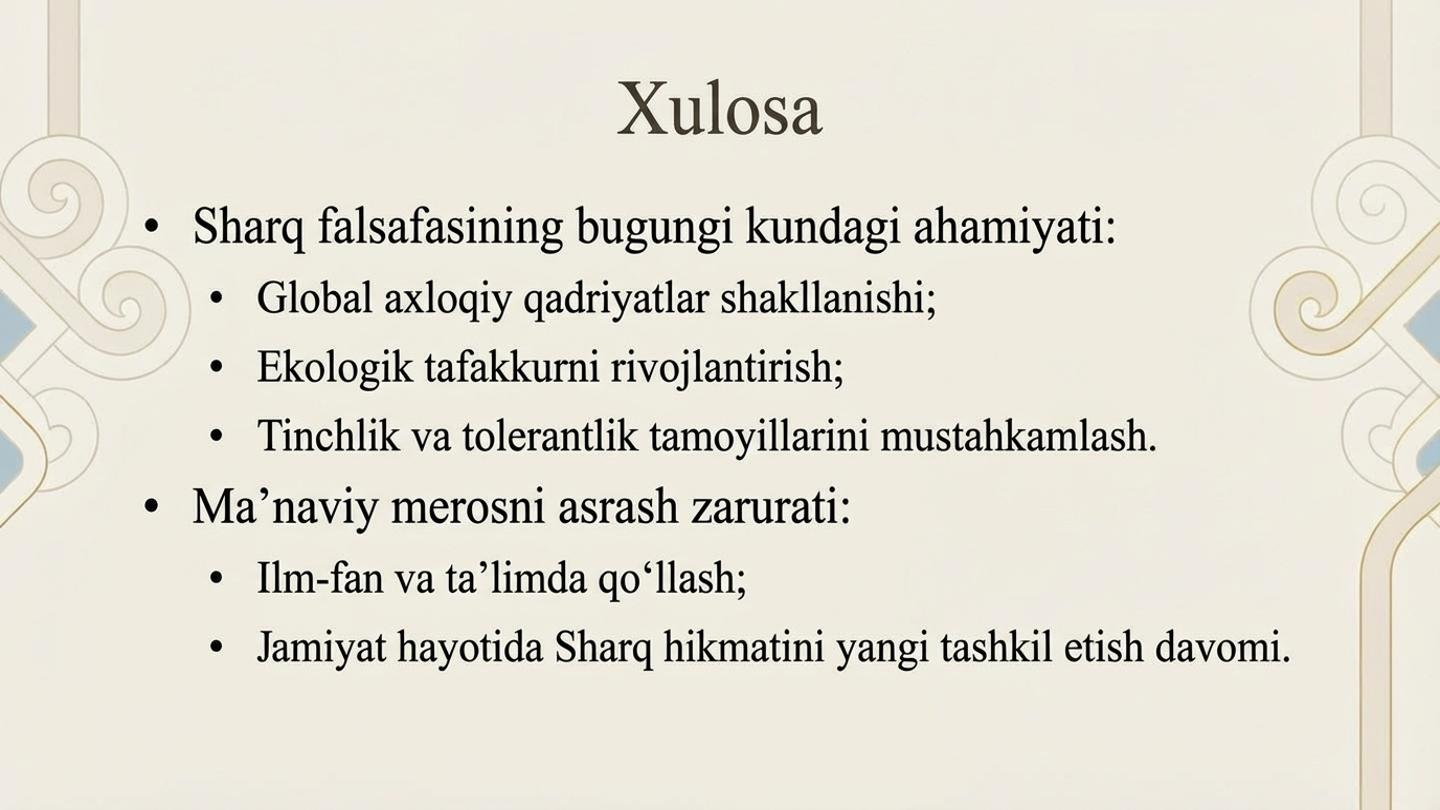 Xulosa
• Sharq falsafasining bugungi kundagi ahamiyati:
• Global axloqiy qadriyatlar shakllanishi;
• Ekologik tafakkurni rivojlantirish;
• Tinchlik va tolerantlik tamoyillarini mustahkamlash.
• Ma’naviy merosni asrash zarurati:
• Ilm-fan va ta’limda qo‘llash;
• Jamiyat hayotida Sharq hikmatini yangi tashkil etish davomi.